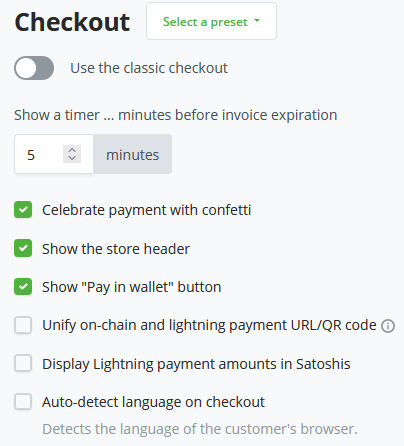 Checkout
Select a preset
Use the classic checkout
Show a timer ... minutes before invoice expiration
5 minutes
Celebrate payment with confetti
Show the store header
Show "Pay in wallet" button
Unify on-chain and lightning payment URL/QR code
Display Lightning payment amounts in Satoshis
Auto-detect language on checkout
Detects the language of the customer's browser.